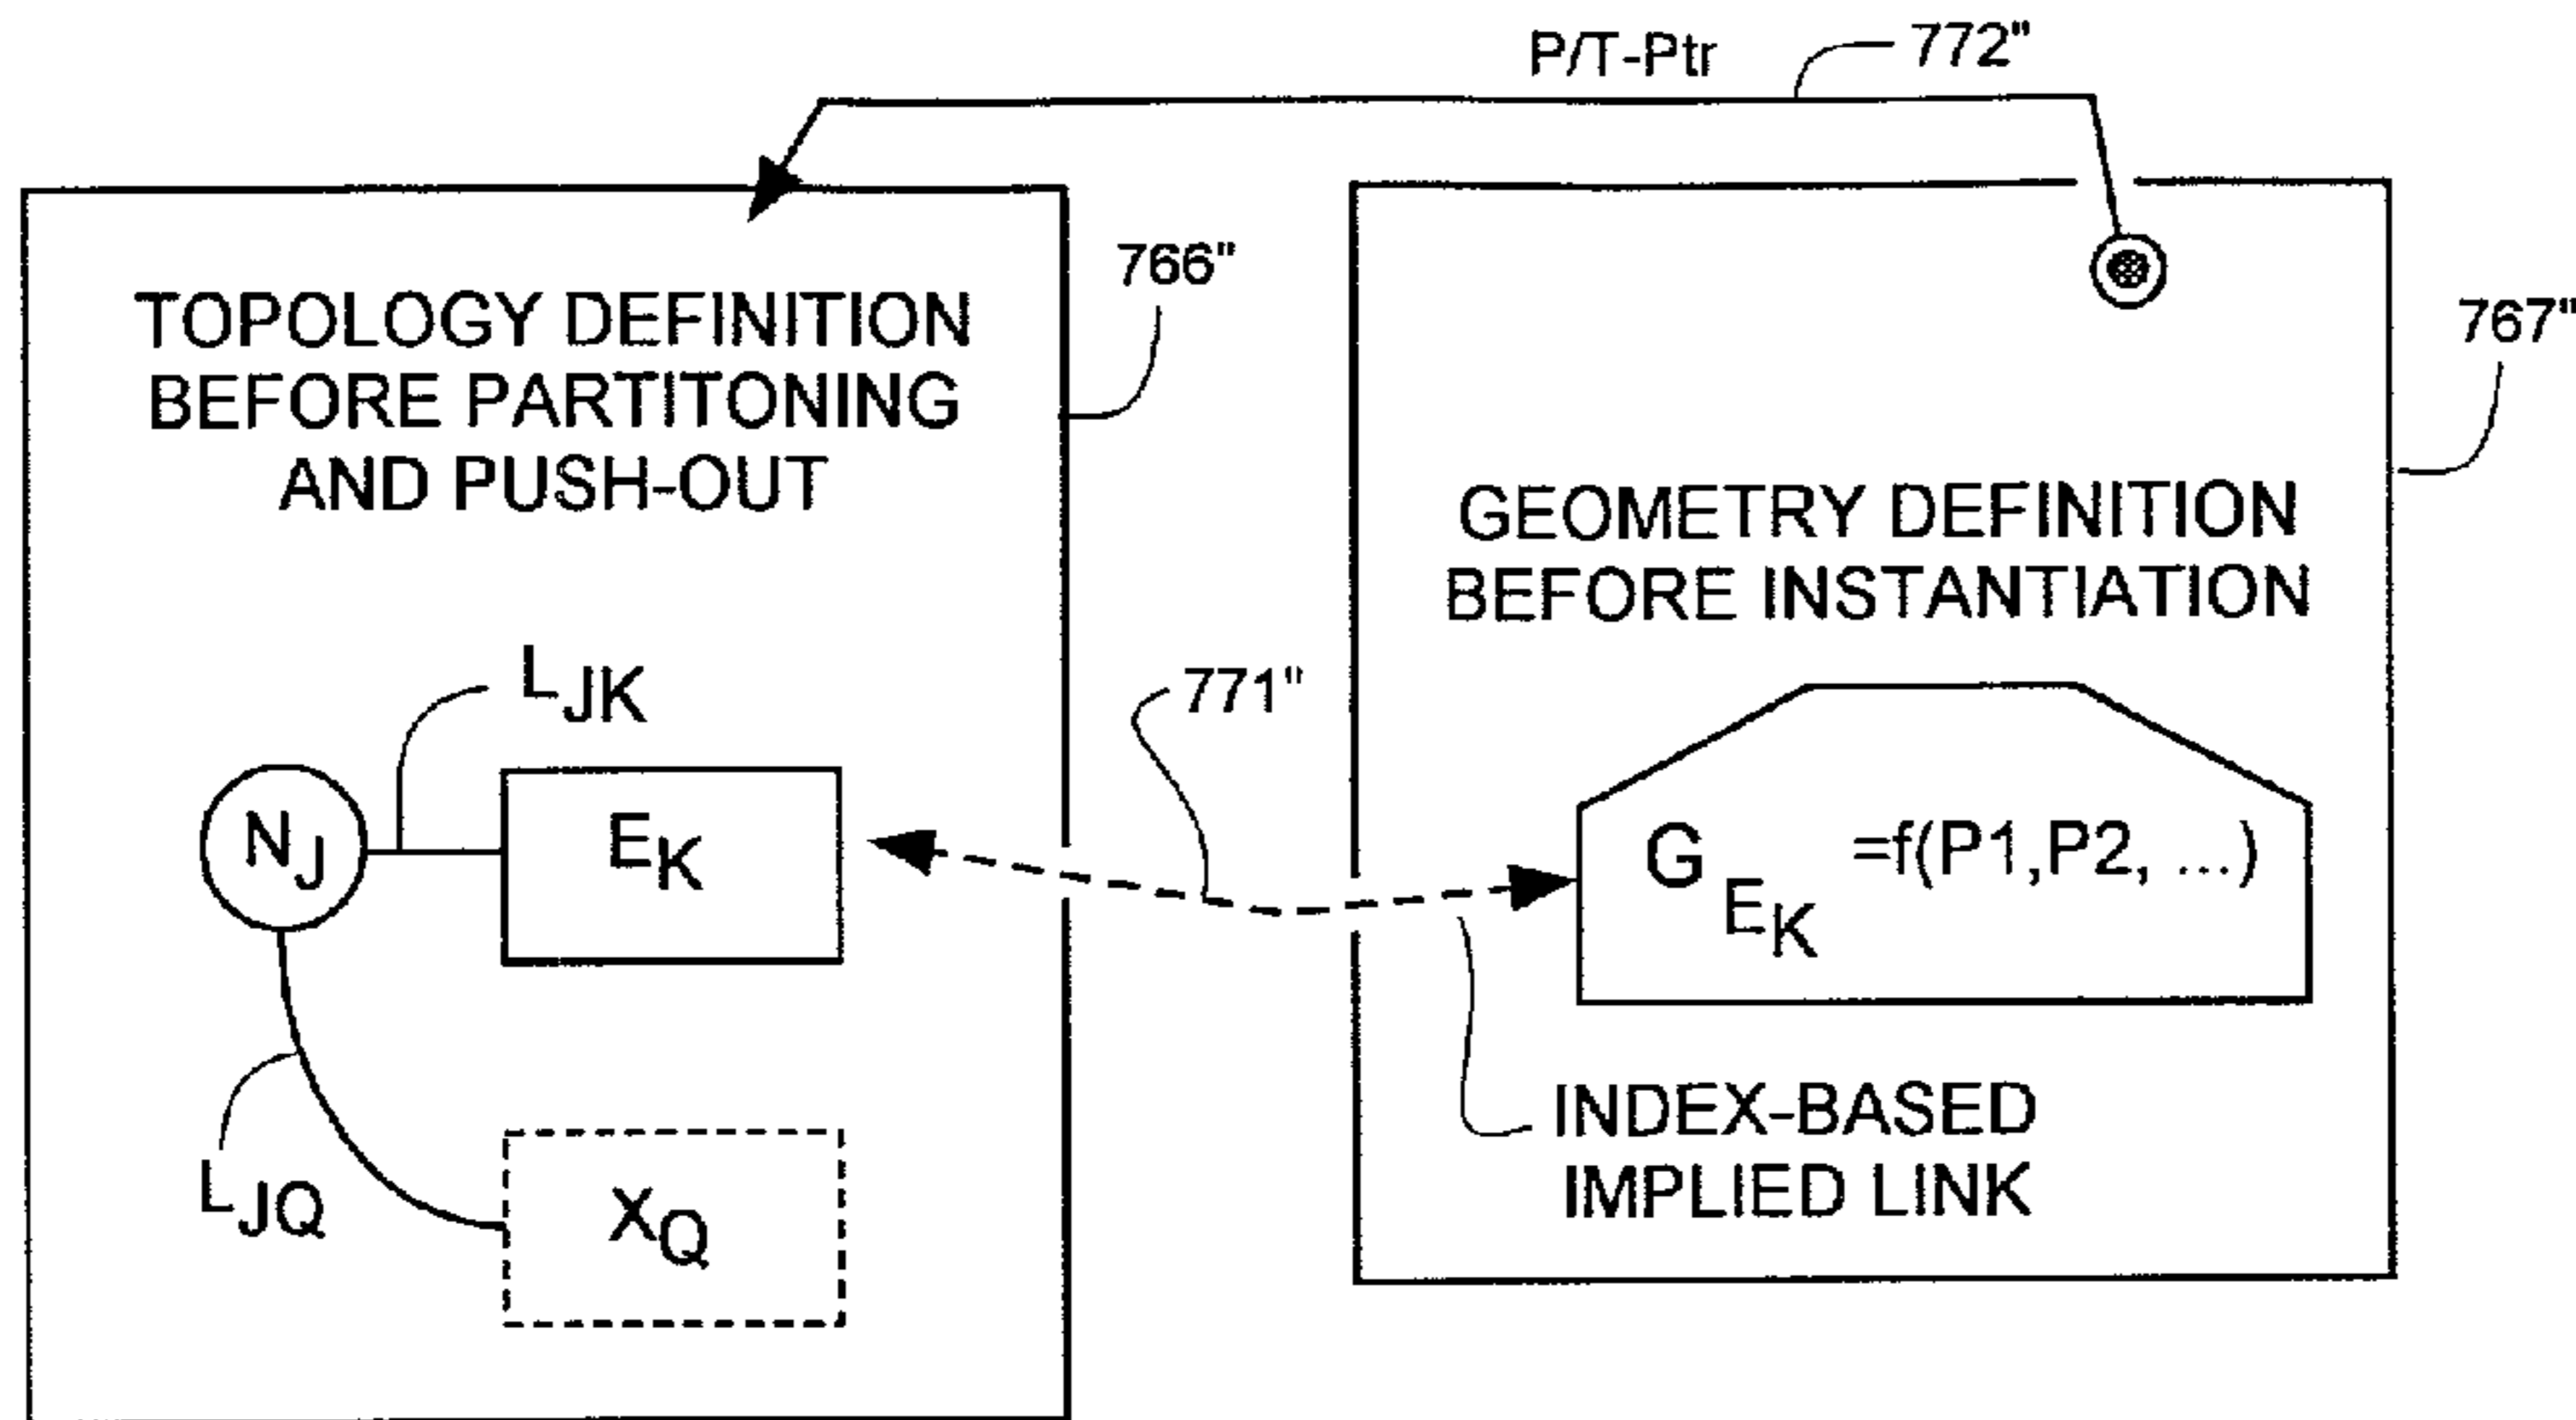 P/T-Ptr
772"
766"
767"
TOPOLOGY DEFINITION
BEFORE PARTITONING
AND PUSH-OUT
GEOMETRY DEFINITION
BEFORE INSTANTIATION
LJK
771"
NJ
EK
GEK =f(P1,P2, ...)
LJQ
XQ
INDEX-BASED
IMPLIED LINK